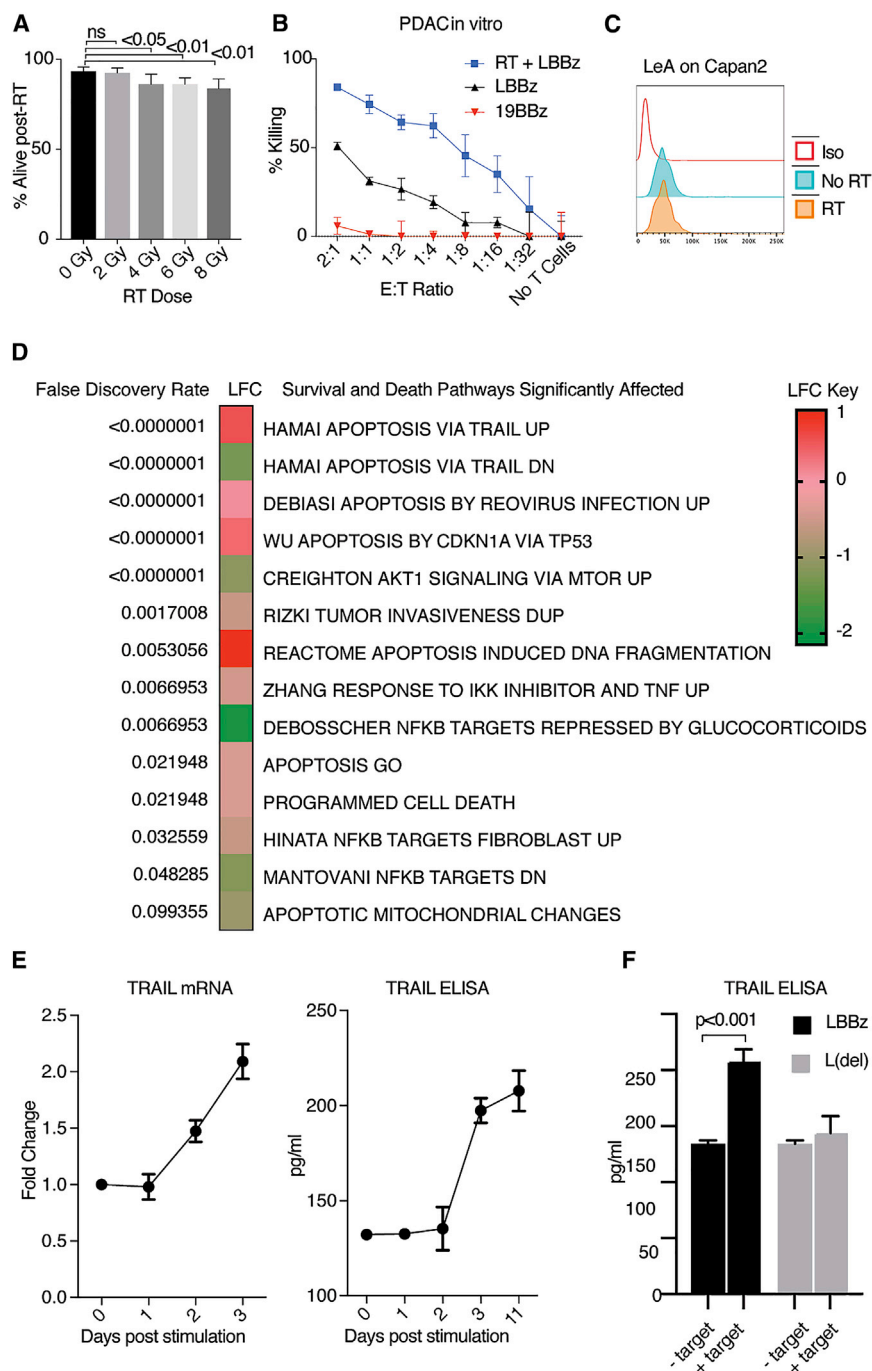 A
ns
<0.05
<0.01
<0.01
100
50
0
% Alive post-RT
0 Gy
2 Gy
4 Gy
6 Gy
8 Gy
RT Dose
B
PDAC in vitro
RT + LBBz
LBBz
19BBz
100
50
0
% Killing
2:1
1:1
1:2
1:4
1:8
1:16
1:32
No T Cells
E:T Ratio
C
LeA on Capan2
Iso
No RT
RT
0
50K
100K
150K
200K
250K
D
False Discovery Rate LFC Survival and Death Pathways Significantly Affected
<0.0000001 HAMAI APOPTOSIS VIA TRAIL UP
<0.0000001 HAMAI APOPTOSIS VIA TRAIL DN
<0.0000001 DEBIASI APOPTOSIS BY REOVIRUS INFECTION UP
<0.0000001 WU APOPTOSIS BY CDKN1A VIA TP53
<0.0000001 CREIGHTON AKT1 SIGNALING VIA MTOR UP
0.0017008 RIZKI TUMOR INVASIVENESS DUP
0.0053056 REACTOME APOPTOSIS INDUCED DNA FRAGMENTATION
0.0066953 ZHANG RESPONSE TO IKK INHIBITOR AND TNF UP
0.0066953 DEBOSSCHER NFKB TARGETS REPRESSED BY GLUCOCORTICOIDS
0.021948 APOPTOSIS GO
0.021948 PROGRAMMED CELL DEATH
0.032559 HINATA NFKB TARGETS FIBROBLAST UP
0.048285 MANTOVANI NFKB TARGETS DN
0.099355 APOPTOTIC MITOCHONDRIAL CHANGES
LFC Key
1
0
-1
-2
E
TRAIL mRNA
2.5
2.0
1.5
1.0
0.5
0.0
Fold Change
0
1
2
3
Days post stimulation
TRAIL ELISA
250
200
150
100
pg/ml
0
1
2
3
11
Days post stimulation
F
TRAIL ELISA
p<0.001
LBBz
L(del)
250
200
150
100
50
0
pg/ml
- target
+ target
- target
+ target